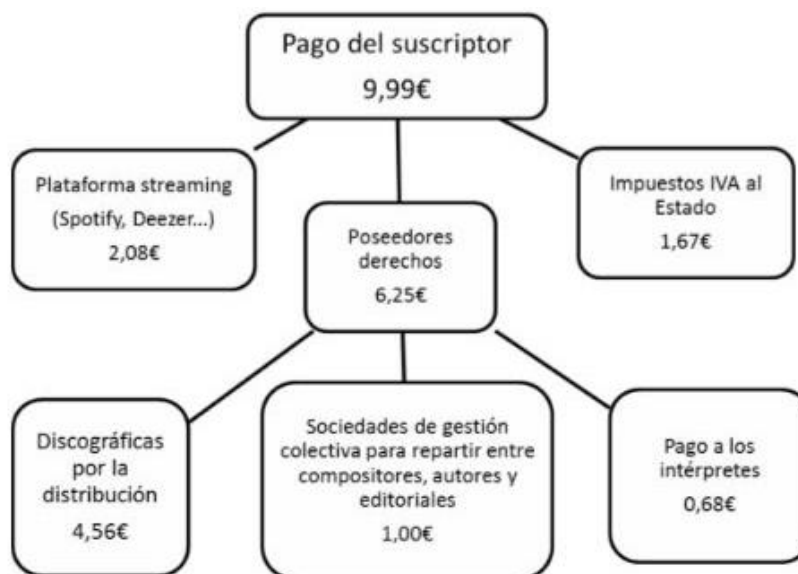 Pago del suscriptor
9,99€
Plataforma streaming
(Spotify, Deezer...)
2,08€
Impuestos IVA al
Estado
1,67€
Poseedores
derechos
6,25€
Discográficas
por la
distribución
4,56€
Sociedades de gestión
colectiva para repartir entre
compositores, autores y
editoriales
1,00€
Pago a los
intérpretes
0,68€